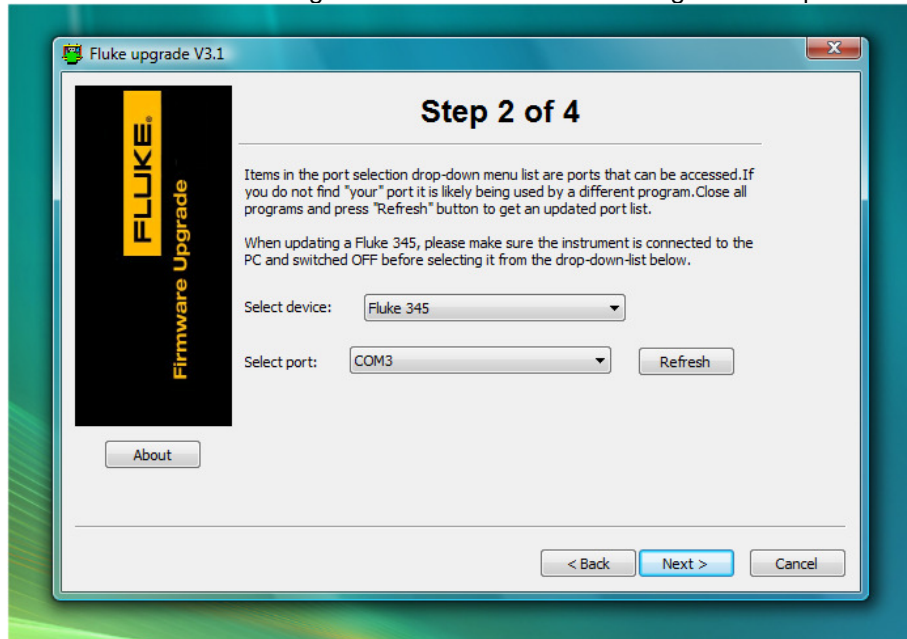 Fluke upgrade V3.1
X
FLUKE®
Firmware Upgrade
Step 2 of 4
Items in the port selection drop-down menu list are ports that can be accessed.If
you do not find "your" port it is likely being used by a different program.Close all
programs and press "Refresh" button to get an updated port list.
When updating a Fluke 345, please make sure the instrument is connected to the
PC and switched OFF before selecting it from the drop-down-list below.
Select device:
Fluke 345
Select port:
COM3
Refresh
About
< Back
Next >
Cancel